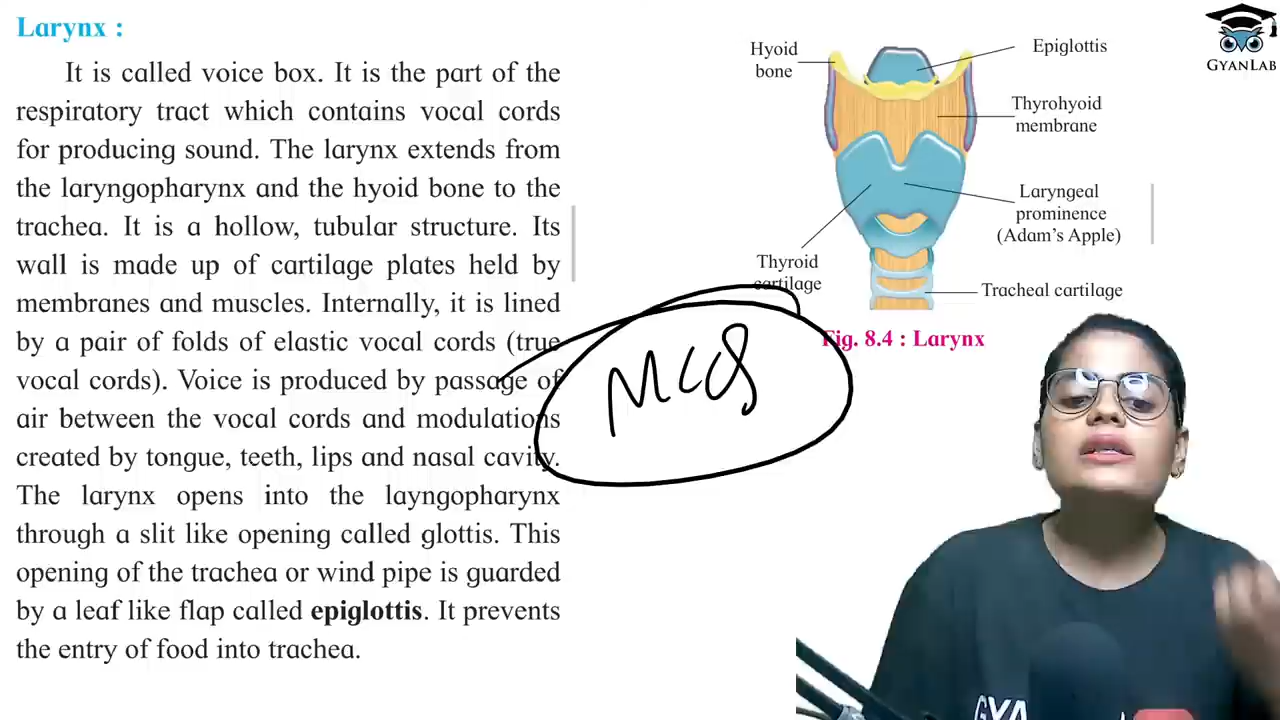 Larynx :
It is called voice box. It is the part of the
respiratory tract which contains vocal cords
for producing sound. The larynx extends from
the laryngopharynx and the hyoid bone to the
trachea. It is a hollow, tubular structure. Its
wall is made up of cartilage plates held by
membranes and muscles. Internally, it is lined
by a pair of folds of elastic vocal cords (true
vocal cords). Voice is produced by passage of
air between the vocal cords and modulations
created by tongue, teeth, lips and nasal cavity.
The larynx opens into the layngopharynx
through a slit like opening called glottis. This
opening of the trachea or wind pipe is guarded
by a leaf like flap called epiglottis. It prevents
the entry of food into trachea.
Hyoid
bone
Epiglottis
Thyrohyoid
membrane
Laryngeal
prominence
(Adam's Apple)
Thyroid
cartilage
Tracheal cartilage
Fig. 8.4 : Larynx
MCQ
GYANLAB
GYA